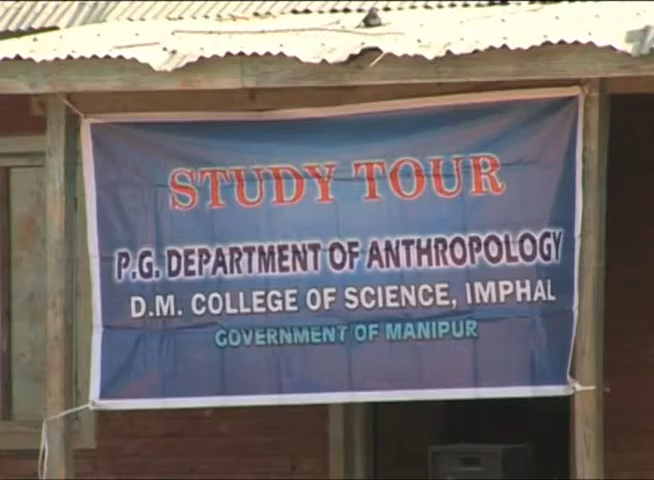 STUDY TOUR
P.G. DEPARTMENT OF ANTHROPOLOGY
D.M. COLLEGE OF SCIENCE, IMPHAL
GOVERNMENT OF MANIPUR